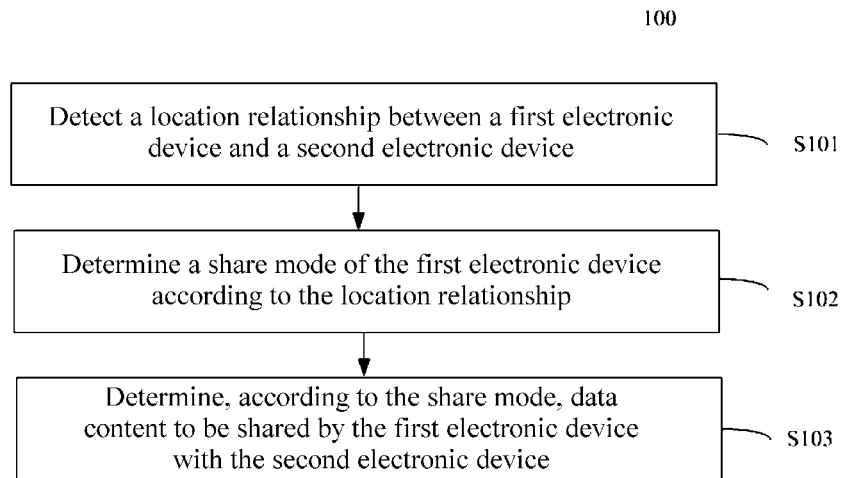 100
Detect a location relationship between a first electronic
device and a second electronic device
S101
Determine a share mode of the first electronic device
according to the location relationship
S102
Determine, according to the share mode, data
content to be shared by the first electronic device
with the second electronic device
S103